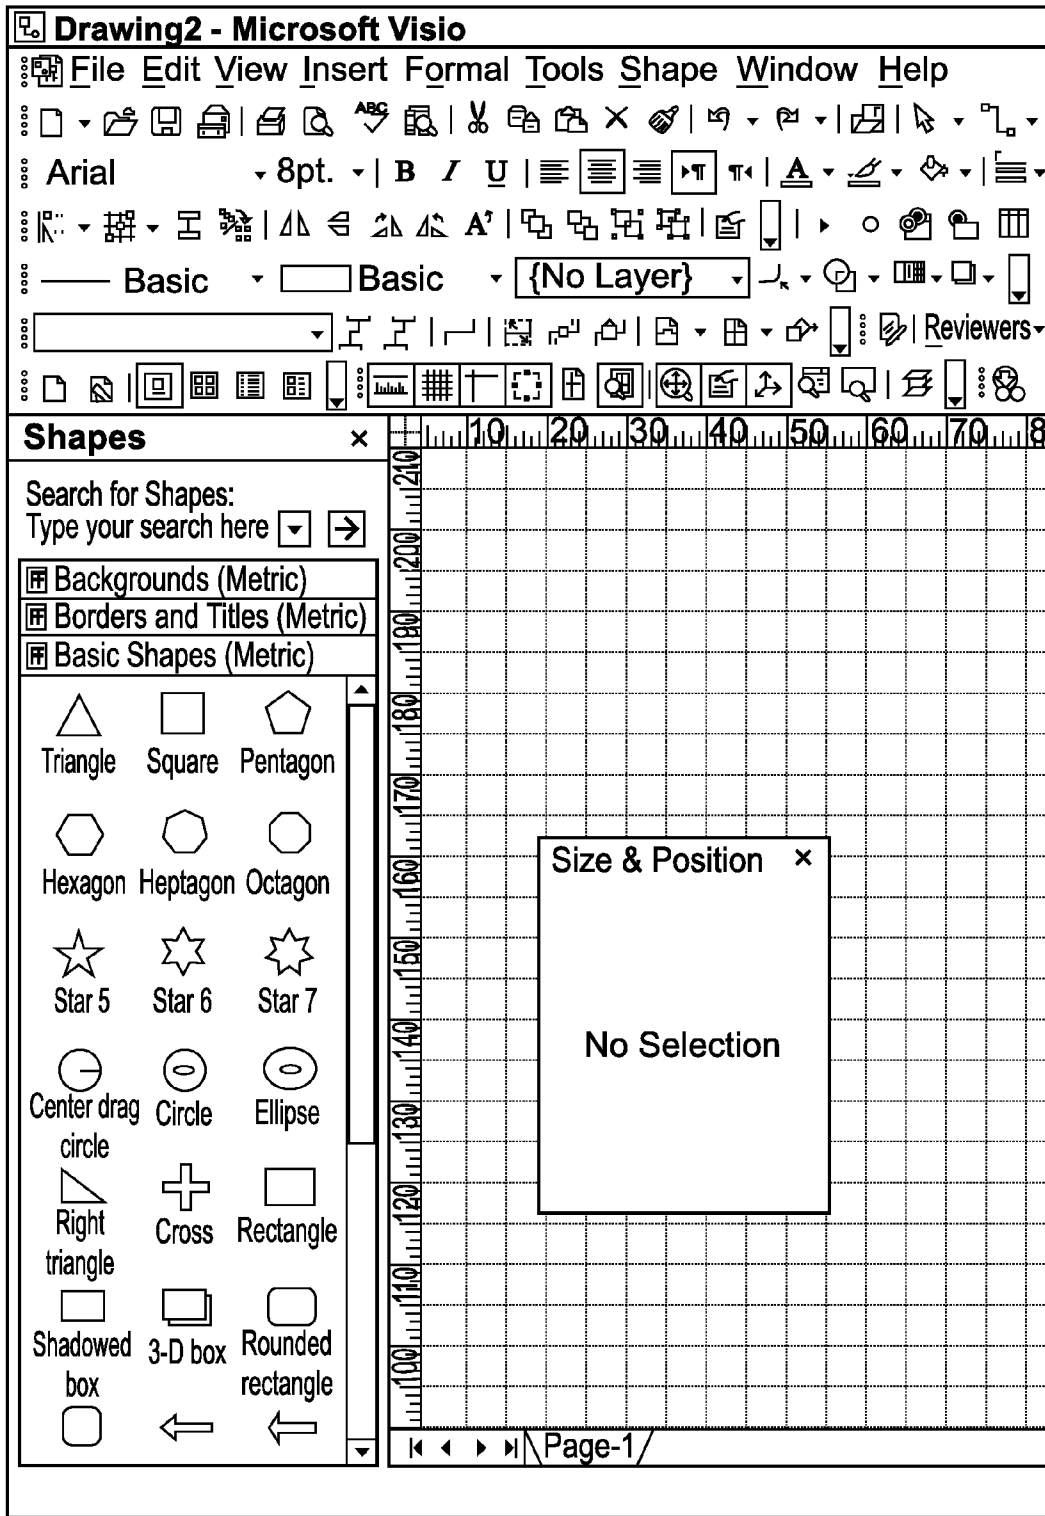 Drawing2 - Microsoft Visio
File Edit View Insert Formal Tools Shape Window Help
ABC
Arial 8pt. B I U A
A
Basic Basic {No Layer}
Reviewers
Shapes × 10 20 30 40 50 60 70 8
210
Search for Shapes:
Type your search here
200
Backgrounds (Metric)
Borders and Titles (Metric)
190
Basic Shapes (Metric)
180
Triangle Square Pentagon
170
Size & Position ×
160
Hexagon Heptagon Octagon
150
Star 5 Star 6 Star 7
140
No Selection
Center drag circle Circle Ellipse
130
120
Right triangle Cross Rectangle
110
Shadowed box 3-D box Rounded rectangle
100
Page-1